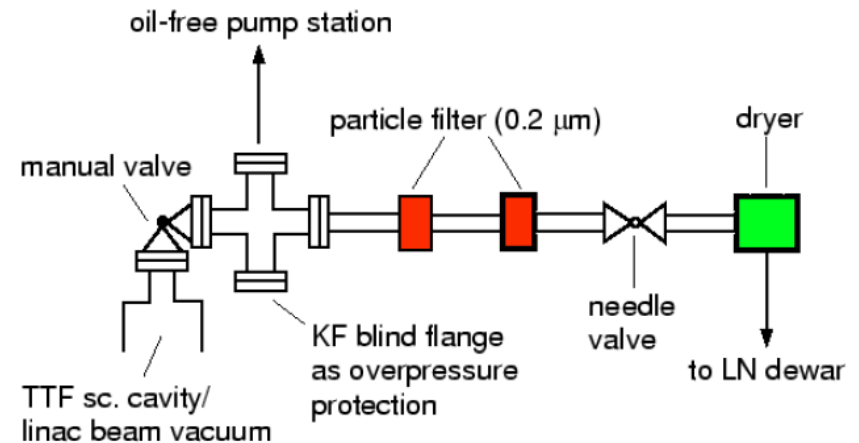 oil-free pump station
particle filter (0.2 μm)
dryer
manual valve
needle
valve
KF blind flange
as overpressure
protection
to LN dewar
TTF sc. cavity/
linac beam vacuum